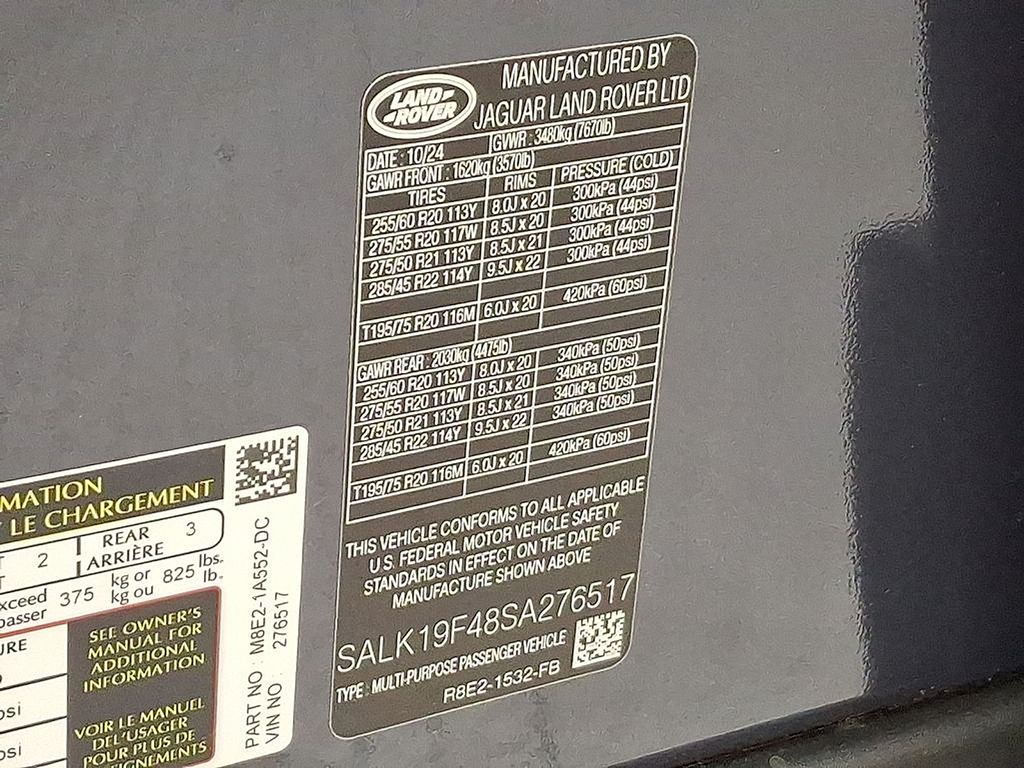 LAND
ROVER
MANUFACTURED BY
JAGUAR LAND ROVER LTD
DATE : 10/24 GVWR : 3480kg (7670lb)
GAWR FRONT : 1620kg (3570lb)
TIRES RIMS PRESSURE (COLD)
255/60 R20 113Y 8.0J x 20 300kPa (44psi)
275/55 R20 117W 8.5J x 20 300kPa (44psi)
275/50 R21 113Y 8.5J x 21 300kPa (44psi)
285/45 R22 114Y 9.5J x 22 300kPa (44psi)
T195/75 R20 116M 6.0J x 20 420kPa (60psi)
GAWR REAR : 2030kg (4475lb)
255/60 R20 113Y 8.0J x 20 340kPa (50psi)
275/55 R20 117W 8.5J x 20 340kPa (50psi)
275/50 R21 113Y 8.5J x 21 340kPa (50psi)
285/45 R22 114Y 9.5J x 22 340kPa (50psi)
T195/75 R20 116M 6.0J x 20 420kPa (60psi)
THIS VEHICLE CONFORMS TO ALL APPLICABLE
U.S. FEDERAL MOTOR VEHICLE SAFETY
STANDARDS IN EFFECT ON THE DATE OF
MANUFACTURE SHOWN ABOVE
SALK19F48SA276517
TYPE : MULTI-PURPOSE PASSENGER VEHICLE
R8E2-1532-FB
MATION
LE CHARGEMENT
2 REAR 3
ARRIÈRE
xceed 375 kg or 825 lbs.
passer kg ou lb.
URE
psi
psi
SEE OWNER'S
MANUAL FOR
ADDITIONAL
INFORMATION
VOIR LE MANUEL
DE L'USAGER
POUR PLUS DE
IGNEMENTS
PART NO : M8E2-1A552-DC
VIN NO : 276517